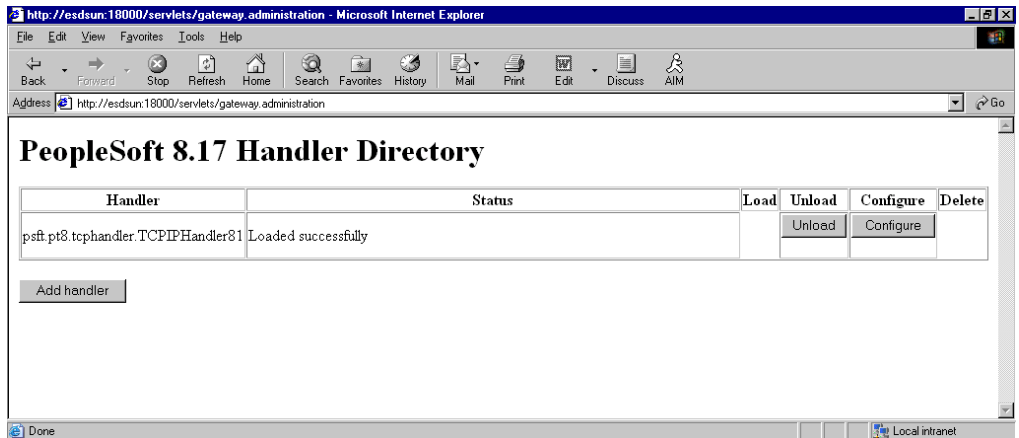 http://esdsun:18000/servlets/gateway.administration - Microsoft Internet Explorer
File Edit View Favorites Tools Help
Back Forward Stop Refresh Home Search Favorites History Mail Print Edit Discuss AIM
Address http://esdsun:18000/servlets/gateway.administration Go
PeopleSoft 8.17 Handler Directory
Handler Status Load Unload Configure Delete
psft.pt8.tcphandler.TCPIPHandler81 Loaded successfully Unload Configure
Add handler
Done Local intranet